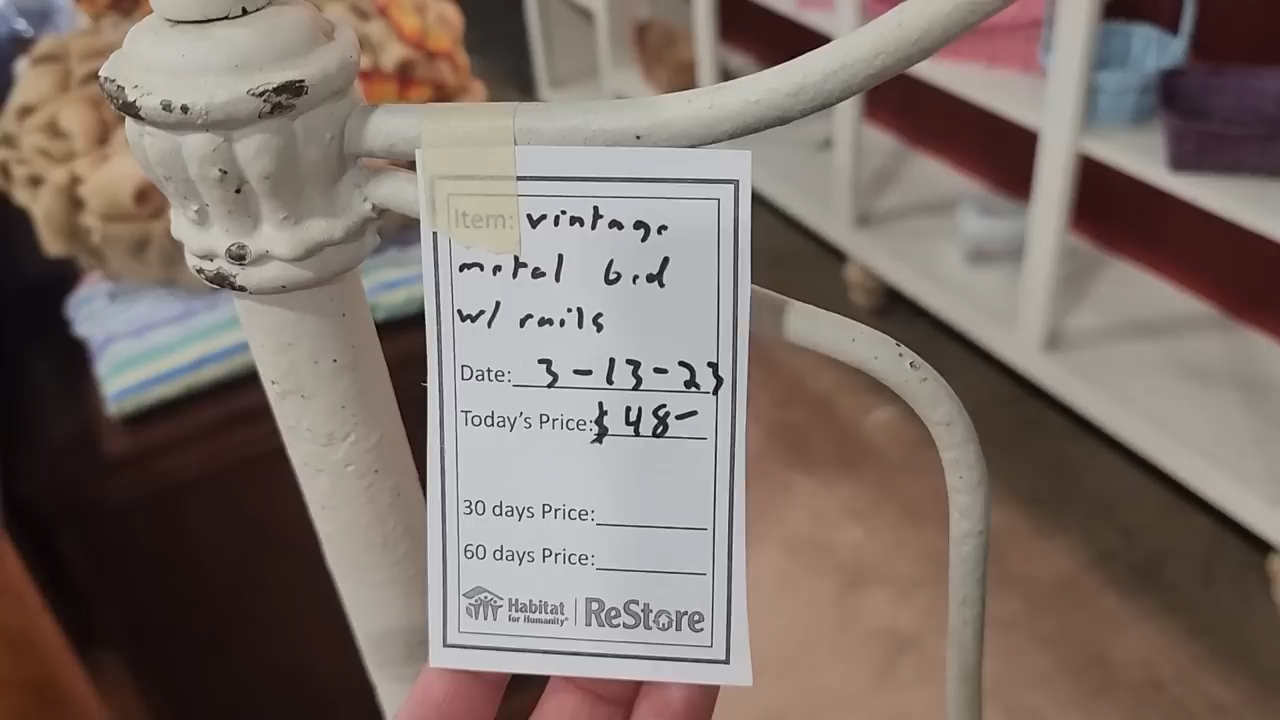 Item: vintage
metal bed
w/ rails
Date: 3-13-23
Today's Price: $48-
30 days Price:
60 days Price:
Habitat for Humanity® | ReStore